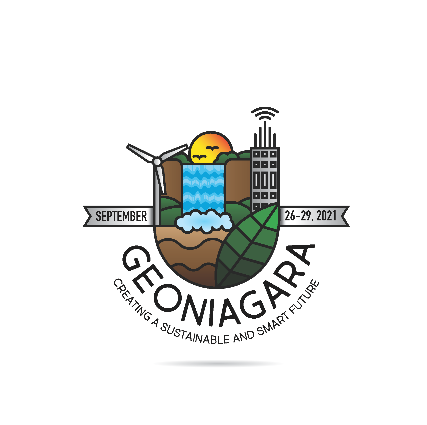 SEPTEMBER 26-29, 2021
GEONIAGARA
CREATING A SUSTAINABLE AND SMART FUTURE